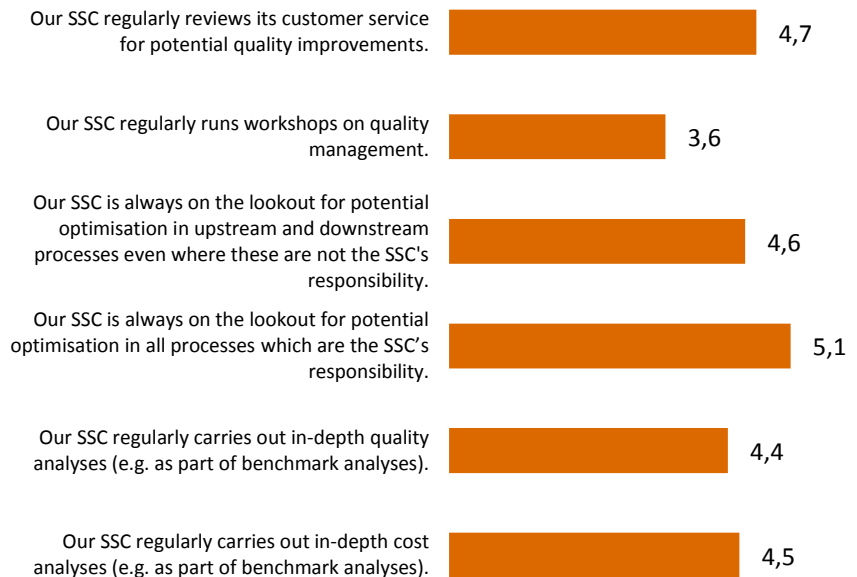 Our SSC regularly reviews its customer service
for potential quality improvements.
4,7
Our SSC regularly runs workshops on quality
management.
3,6
Our SSC is always on the lookout for potential
optimisation in upstream and downstream
processes even where these are not the SSC's
responsibility.
4,6
Our SSC is always on the lookout for potential
optimisation in all processes which are the SSC’s
responsibility.
5,1
Our SSC regularly carries out in-depth quality
analyses (e.g. as part of benchmark analyses).
4,4
Our SSC regularly carries out in-depth cost
analyses (e.g. as part of benchmark analyses).
4,5